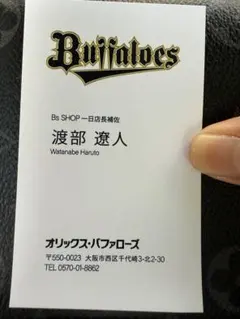 Buffaloes
Bs SHOP 一日店長補佐
渡部 遼人
Watanabe Haruto
オリックス・バファローズ
〒550-0023 大阪市西区千代崎3-北2-30
TEL 0570-01-8862